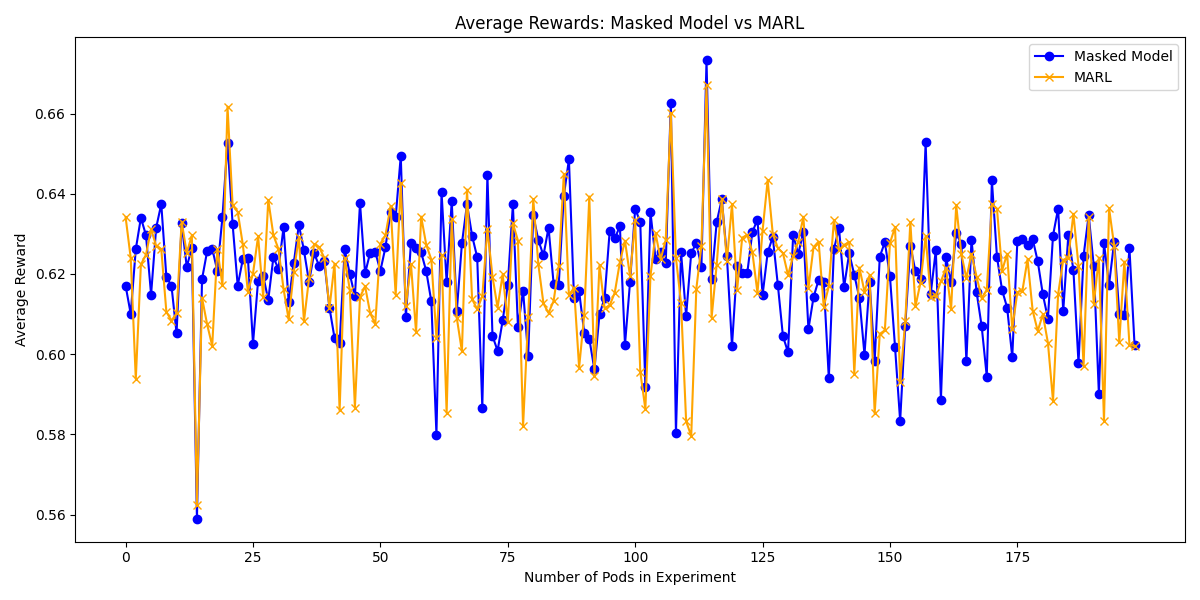 Average Rewards: Masked Model vs MARL
Masked Model
MARL
Average Reward
0.66
0.64
0.62
0.60
0.58
0.56
0
25
50
75
100
125
150
175
Number of Pods in Experiment